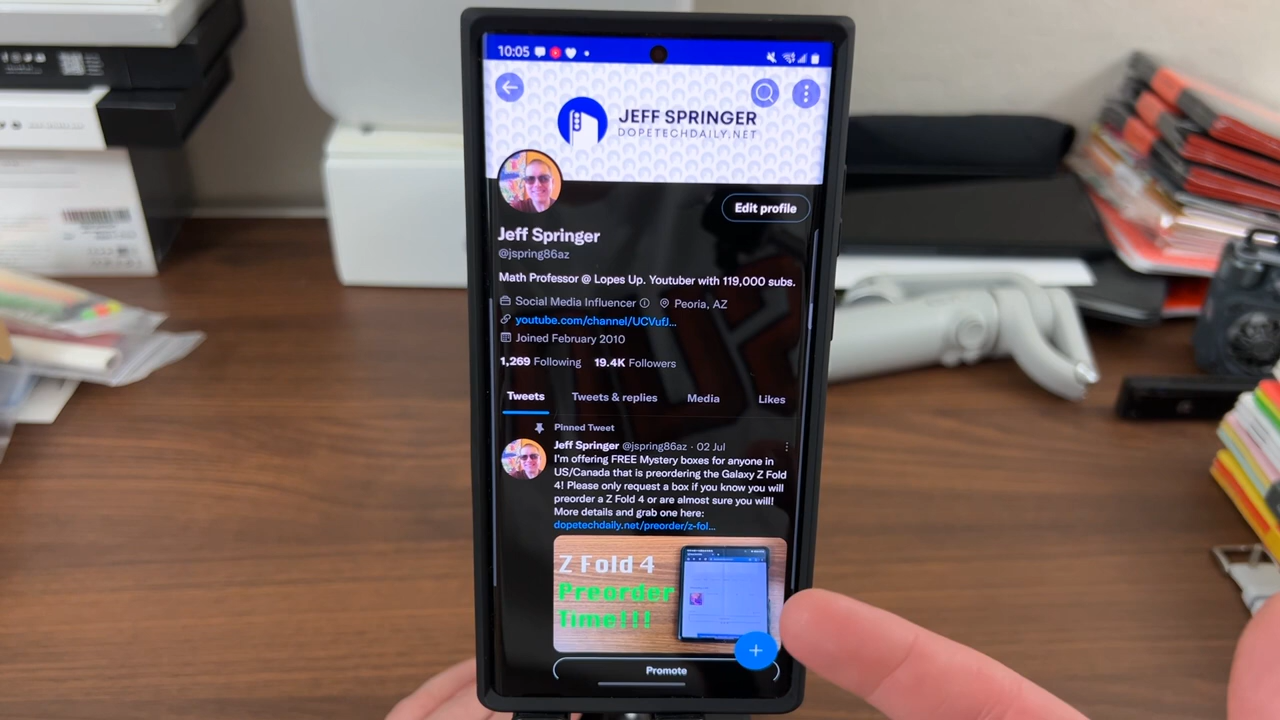 10:05
JEFF SPRINGER
DOPETECHDAILY.NET
Edit profile
Jeff Springer
@jspring86az
Math Professor @ Lopes Up. Youtuber with 119,000 subs.
Social Media Influencer Peoria, AZ
youtube.com/channel/UCVufJ...
Joined February 2010
1,269 Following 19.4K Followers
Tweets Tweets & replies Media Likes
Pinned Tweet
Jeff Springer @jspring86az · 02 Jul
I'm offering FREE Mystery boxes for anyone in
US/Canada that is preordering the Galaxy Z Fold
4! Please only request a box if you know you will
preorder a Z Fold 4 or are almost sure you will!
More details and grab one here:
dopetechdaily.net/preorder/z-fol...
Z Fold 4
Preorder
Time!!!
Promote